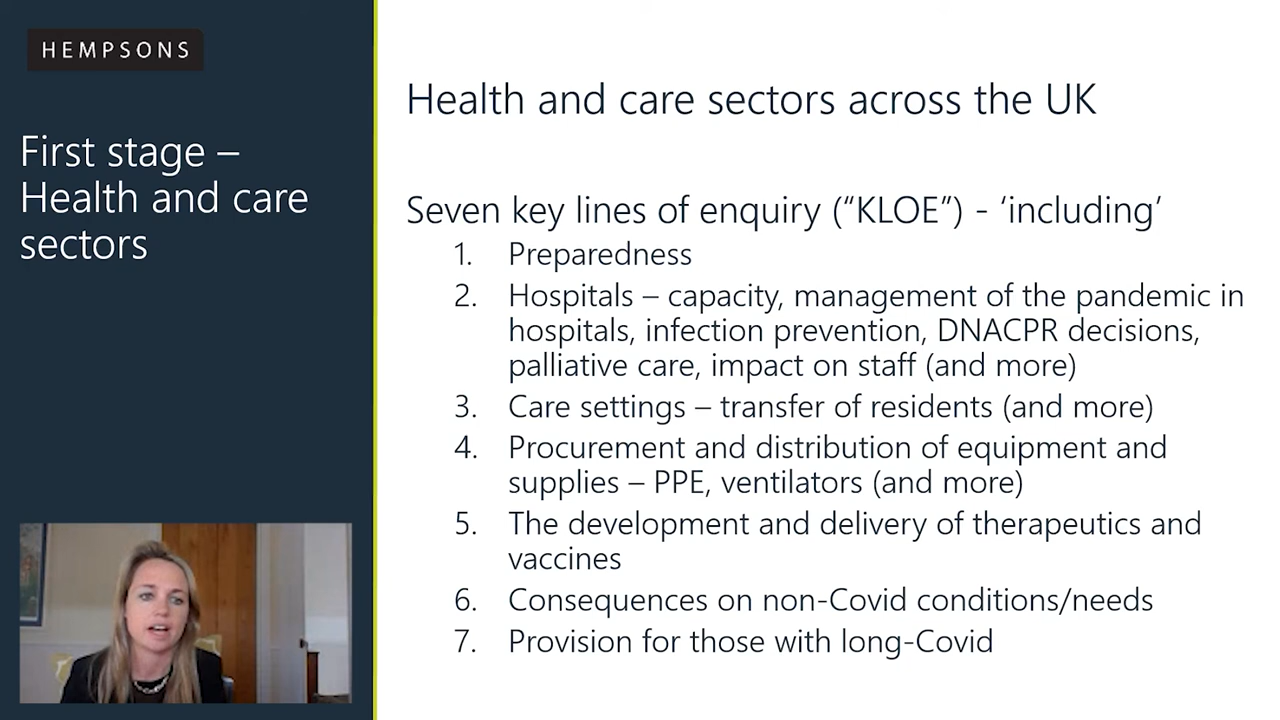 HEMPSONS
First stage –
Health and care
sectors
Health and care sectors across the UK
Seven key lines of enquiry (“KLOE”) - ‘including’
1. Preparedness
2. Hospitals – capacity, management of the pandemic in
hospitals, infection prevention, DNACPR decisions,
palliative care, impact on staff (and more)
3. Care settings – transfer of residents (and more)
4. Procurement and distribution of equipment and
supplies – PPE, ventilators (and more)
5. The development and delivery of therapeutics and
vaccines
6. Consequences on non-Covid conditions/needs
7. Provision for those with long-Covid